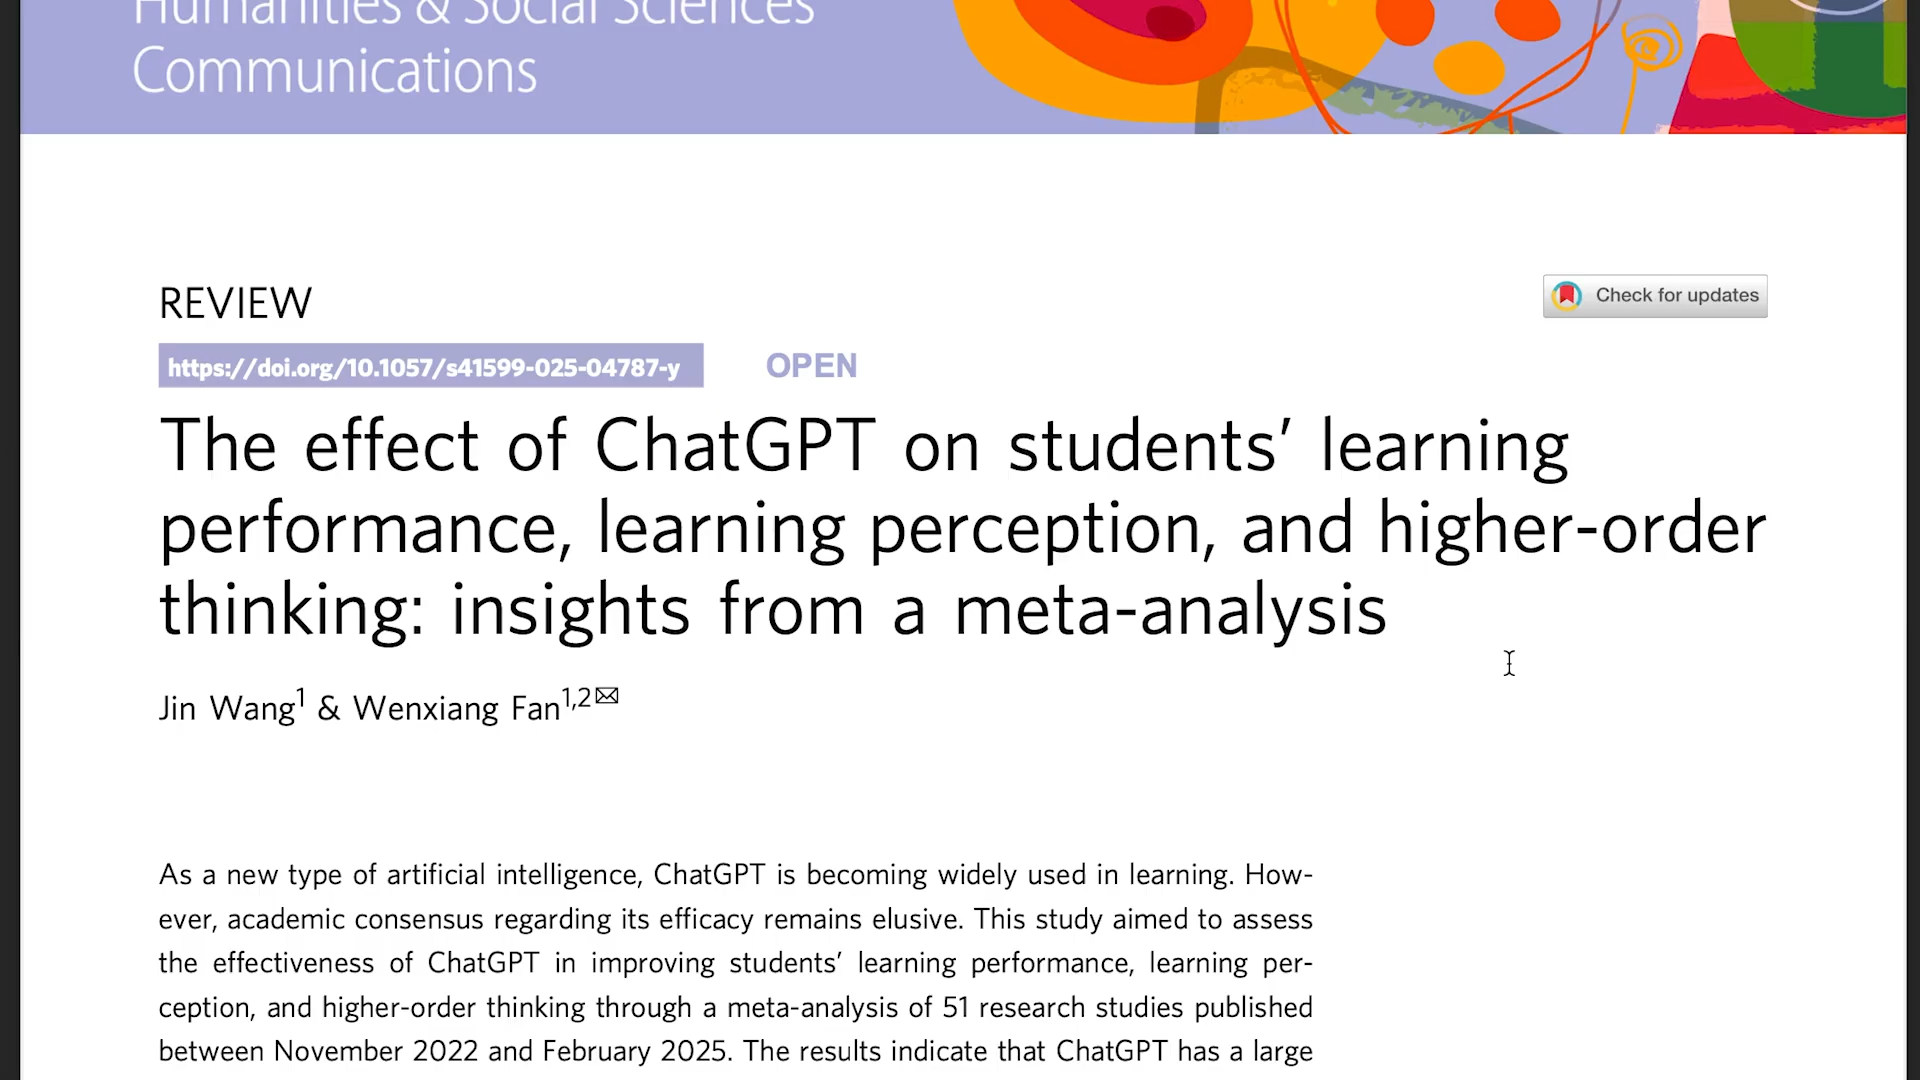 Humanities & Social Sciences
Communications
REVIEW
Check for updates
https://doi.org/10.1057/s41599-025-04787-y
OPEN
The effect of ChatGPT on students’ learning
performance, learning perception, and higher-order
thinking: insights from a meta-analysis
Jin Wang1 & Wenxiang Fan1,2✉
As a new type of artificial intelligence, ChatGPT is becoming widely used in learning. How-
ever, academic consensus regarding its efficacy remains elusive. This study aimed to assess
the effectiveness of ChatGPT in improving students’ learning performance, learning per-
ception, and higher-order thinking through a meta-analysis of 51 research studies published
between November 2022 and February 2025. The results indicate that ChatGPT has a large